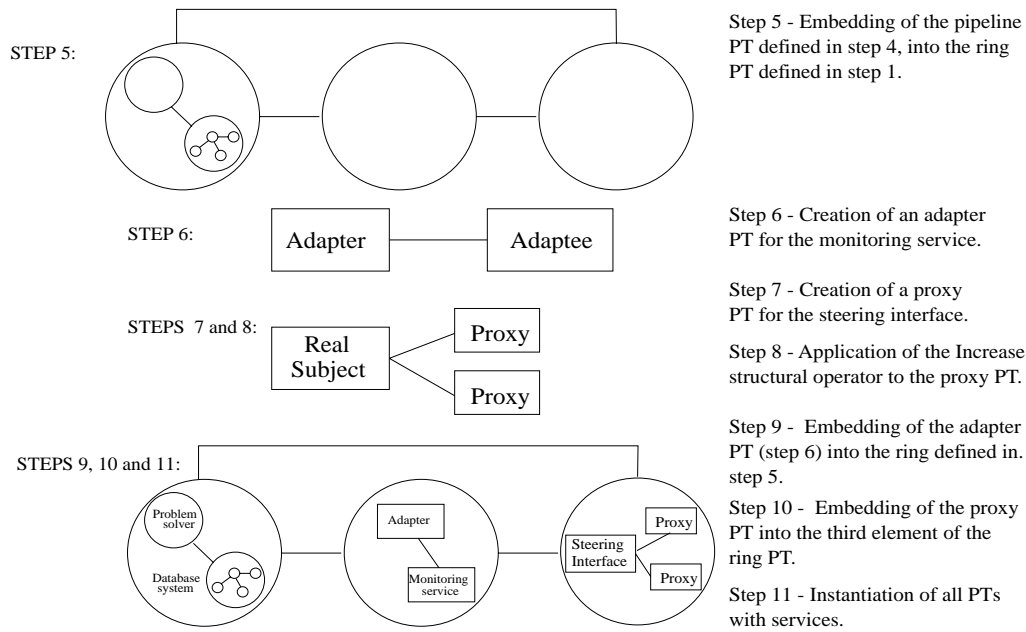 STEP 5:
Step 5 - Embedding of the pipeline
PT defined in step 4, into the ring
PT defined in step 1.
STEP 6:
Adapter
Adaptee
Step 6 - Creation of an adapter
PT for the monitoring service.
STEPS 7 and 8:
Real
Subject
Proxy
Proxy
Step 7 - Creation of a proxy
PT for the steering interface.
Step 8 - Application of the Increase
structural operator to the proxy PT.
STEPS 9, 10 and 11:
Problem
solver
Database
system
Adapter
Monitoring
service
Steering
Interface
Proxy
Proxy
Step 9 - Embedding of the adapter
PT (step 6) into the ring defined in.
step 5.
Step 10 - Embedding of the proxy
PT into the third element of the
ring PT.
Step 11 - Instantiation of all PTs
with services.